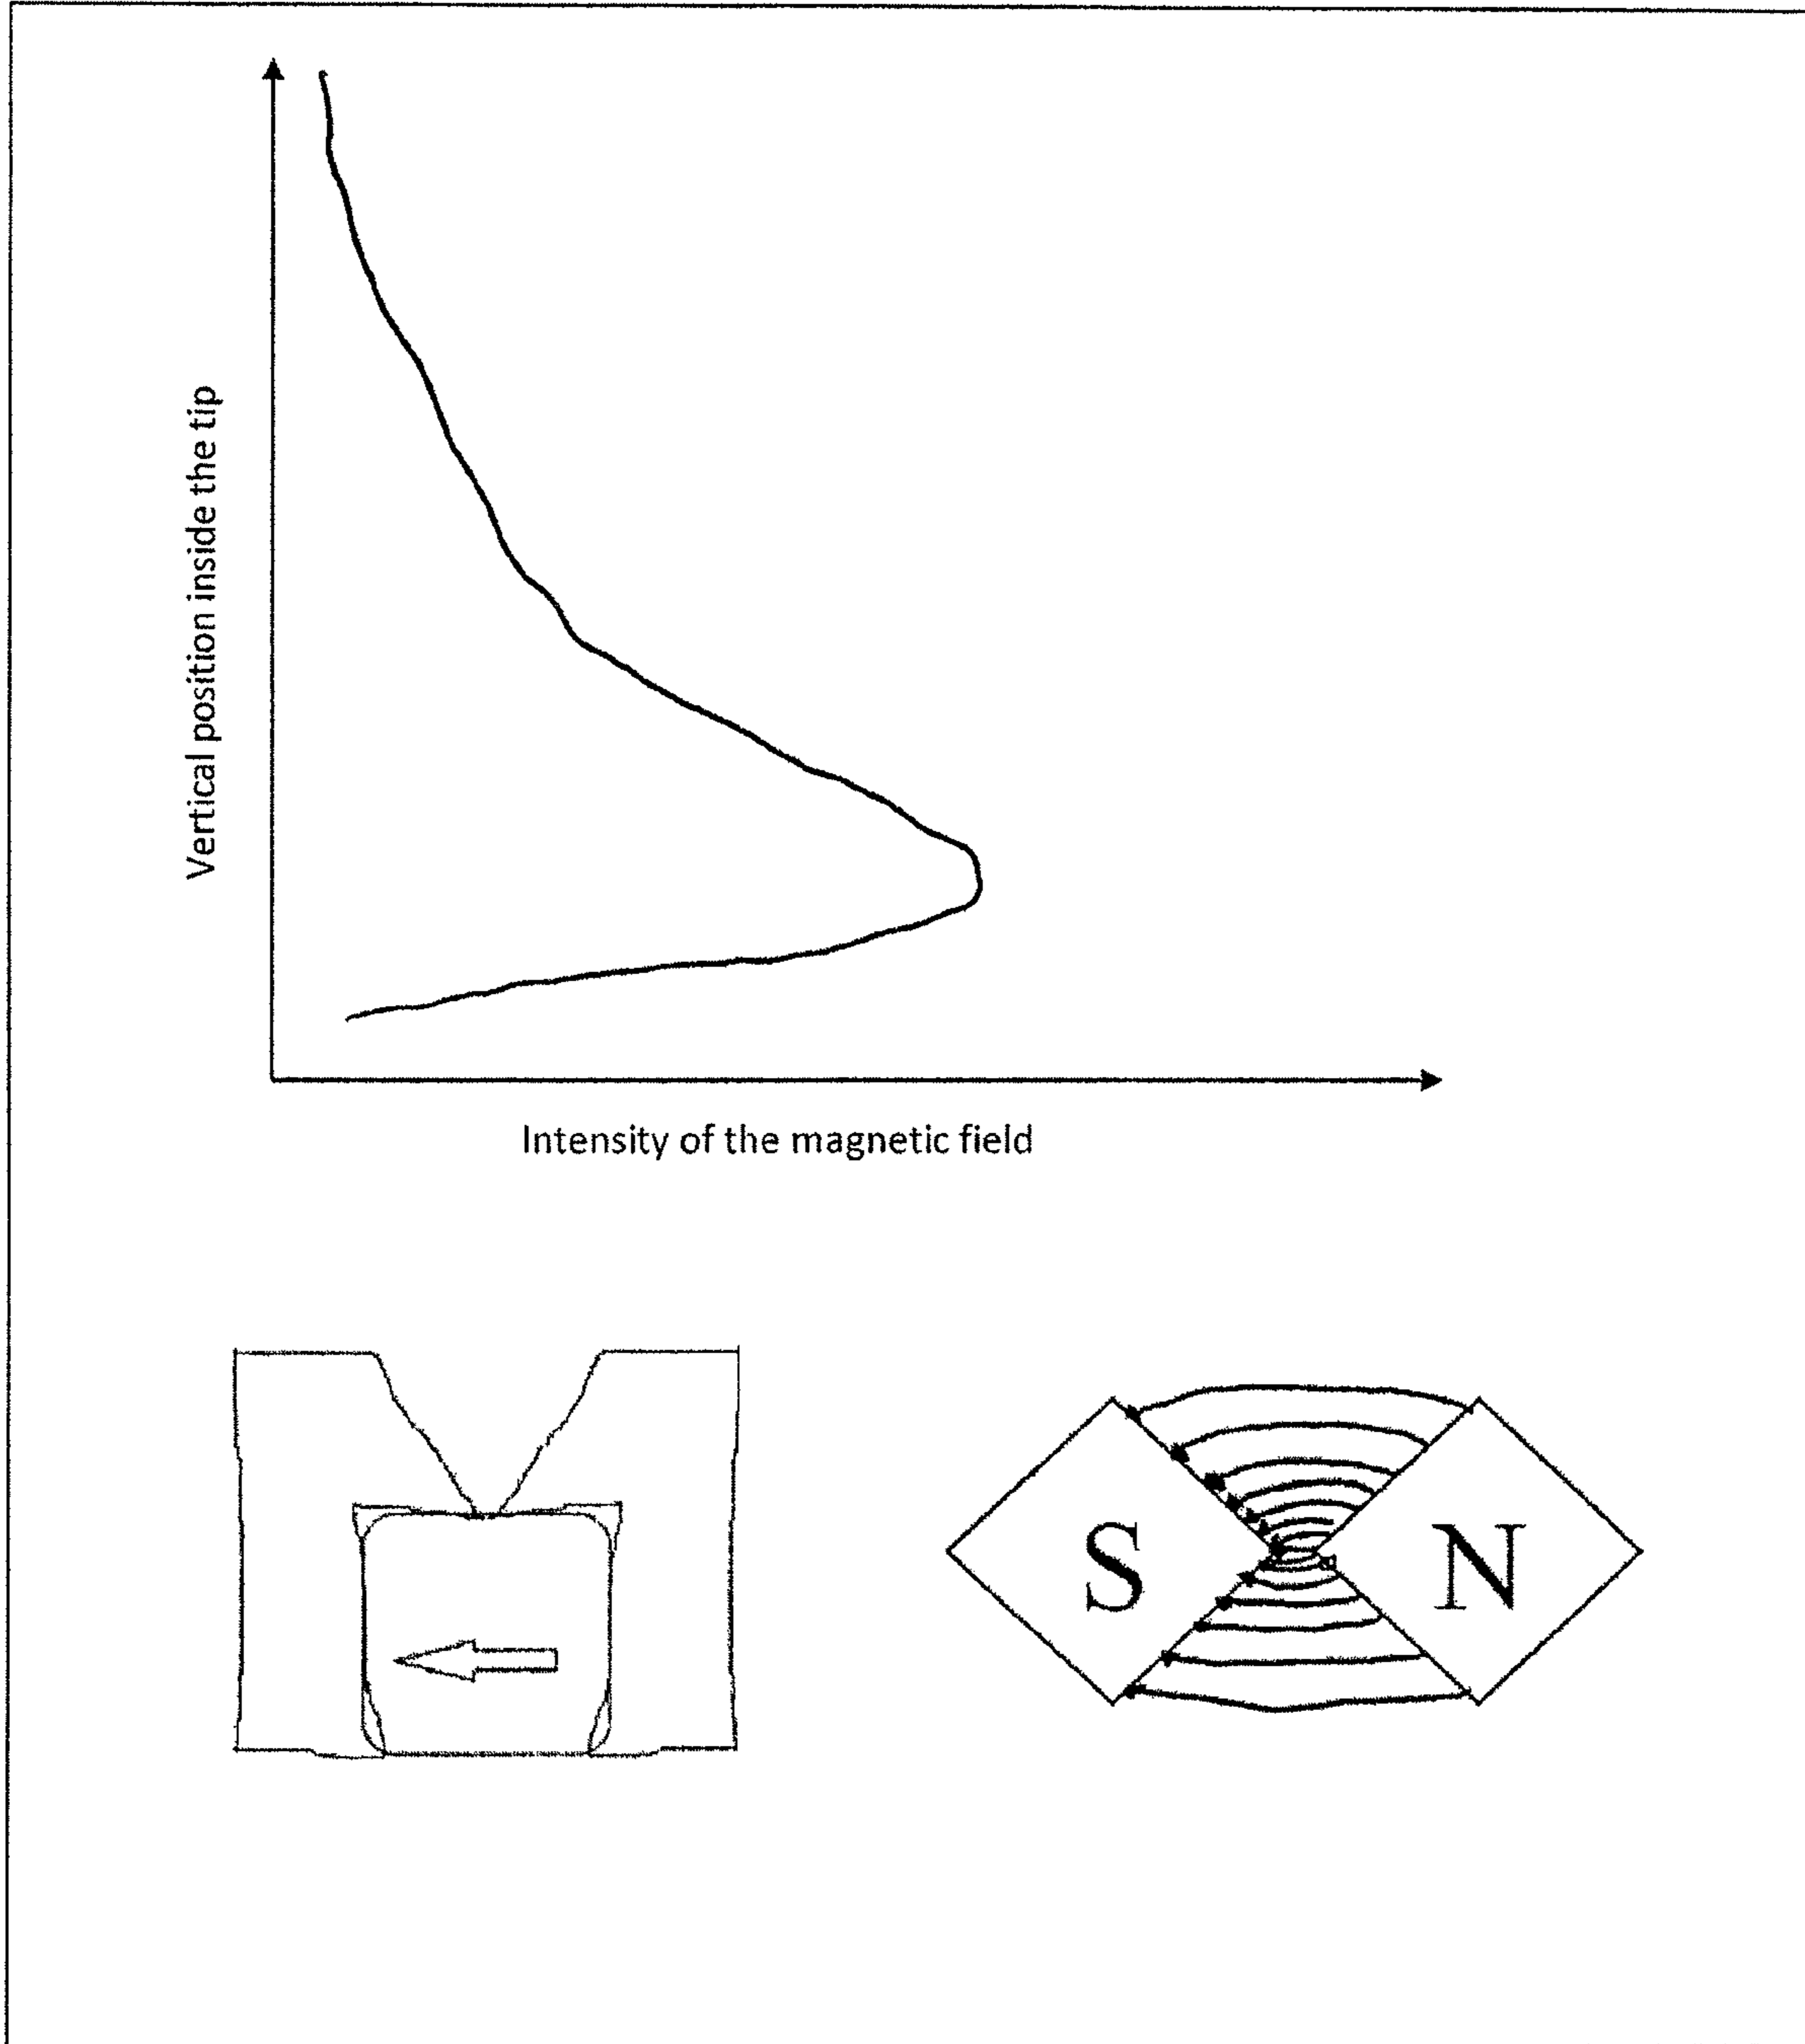 Vertical position inside the tip
Intensity of the magnetic field
S
N